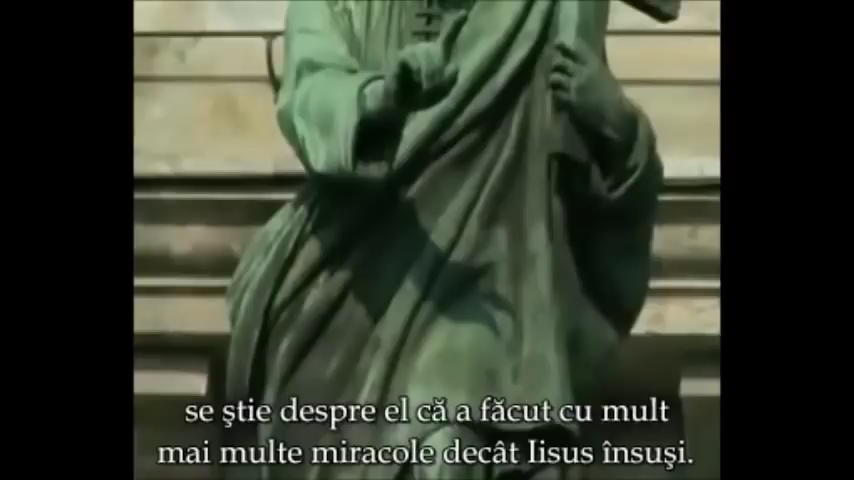 se ştie despre el că a făcut cu mult
mai multe miracole decât Iisus însuşi.